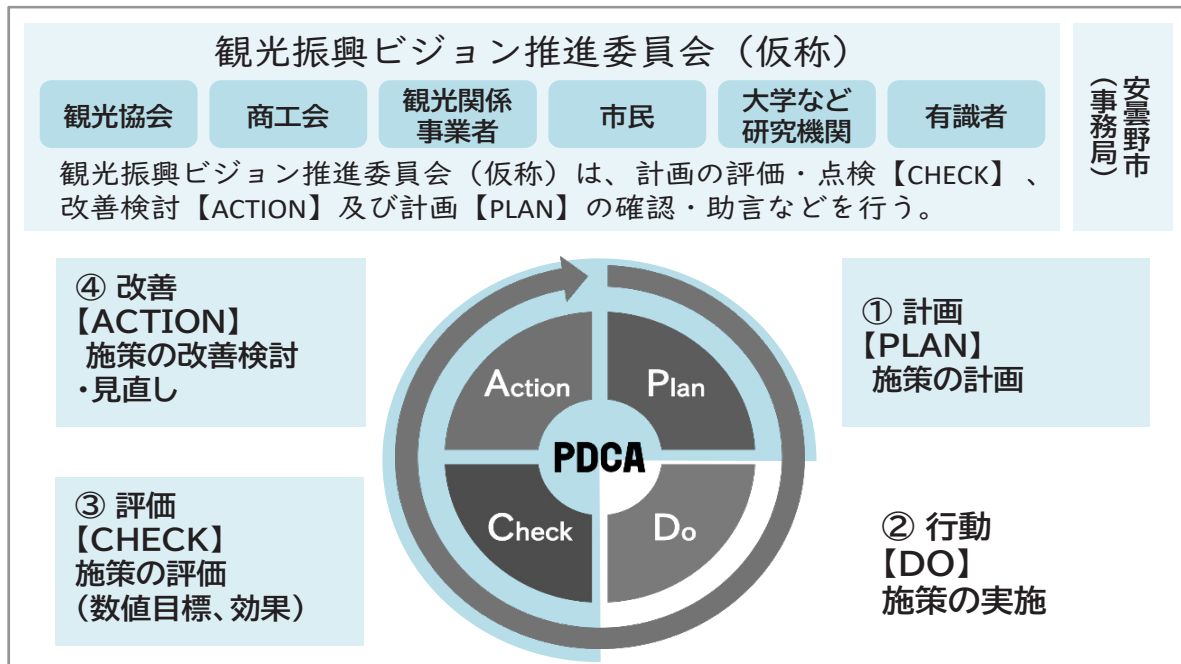 観光振興ビジョン推進委員会（仮称）
観光協会
商工会
観光関係
事業者
市民
大学など
研究機関
有識者
観光振興ビジョン推進委員会（仮称）は、計画の評価・点検【CHECK】、
改善検討【ACTION】及び計画【PLAN】の確認・助言などを行う。
安曇野市
（事務局）
④ 改善
【ACTION】
施策の改善検討
・見直し
① 計画
【PLAN】
施策の計画
Action
Plan
PDCA
Check
Do
③ 評価
【CHECK】
施策の評価
（数値目標、効果）
② 行動
【DO】
施策の実施